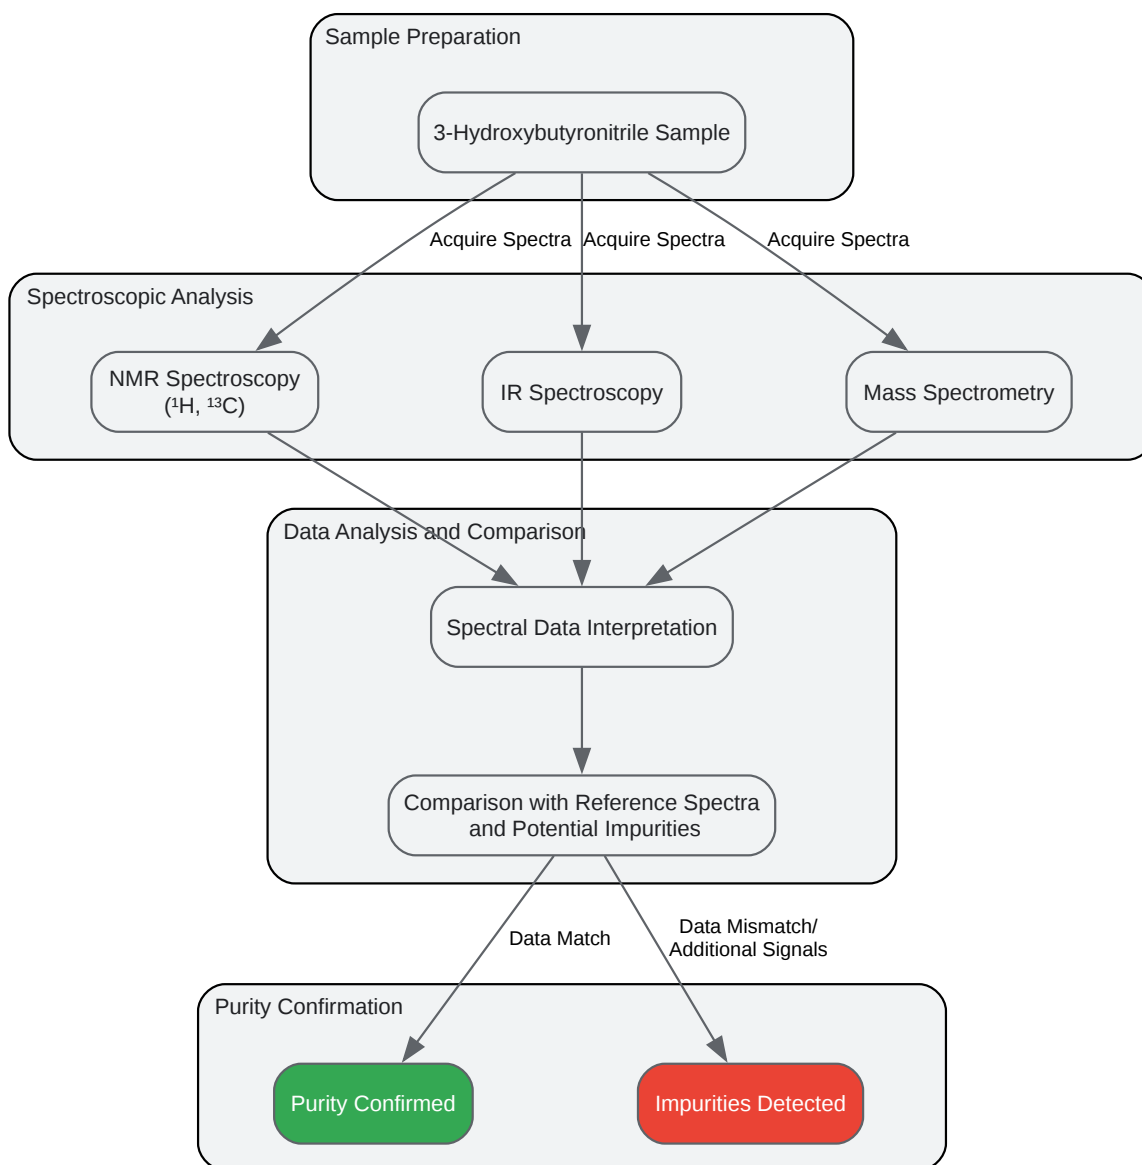 Sample Preparation
3-Hydroxybutyronitrile Sample
Acquire Spectra
Acquire Spectra
Acquire Spectra
Spectroscopic Analysis
NMR Spectroscopy
(¹H, ¹³C)
IR Spectroscopy
Mass Spectrometry
Data Analysis and Comparison
Spectral Data Interpretation
Comparison with Reference Spectra
and Potential Impurities
Data Match
Data Mismatch/
Additional Signals
Purity Confirmation
Purity Confirmed
Impurities Detected